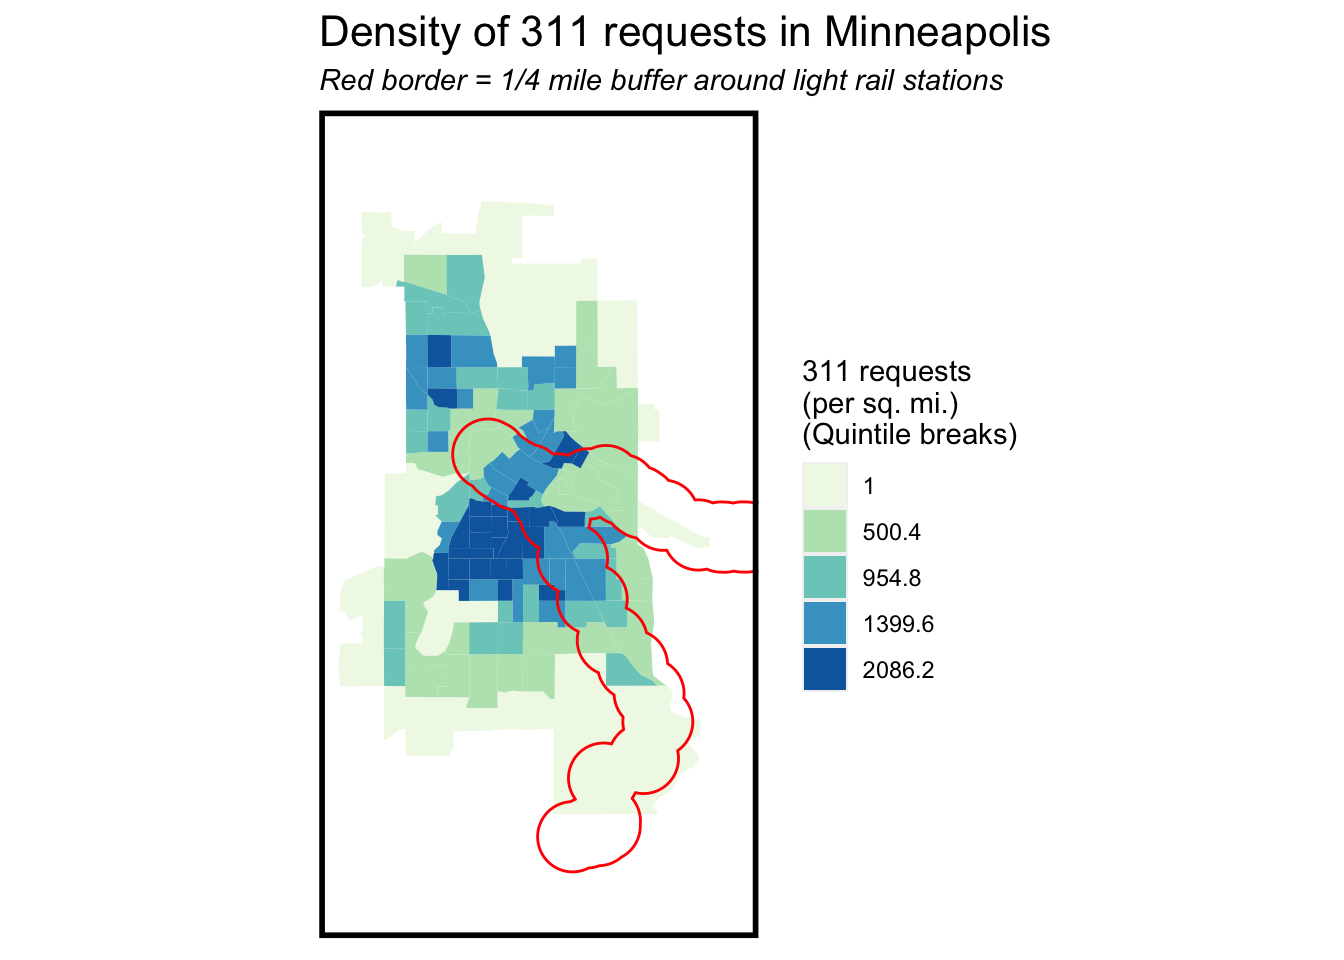 Density of 311 requests in Minneapolis
Red border = 1/4 mile buffer around light rail stations
311 requests
(per sq. mi.)
(Quintile breaks)
1
500.4
954.8
1399.6
2086.2